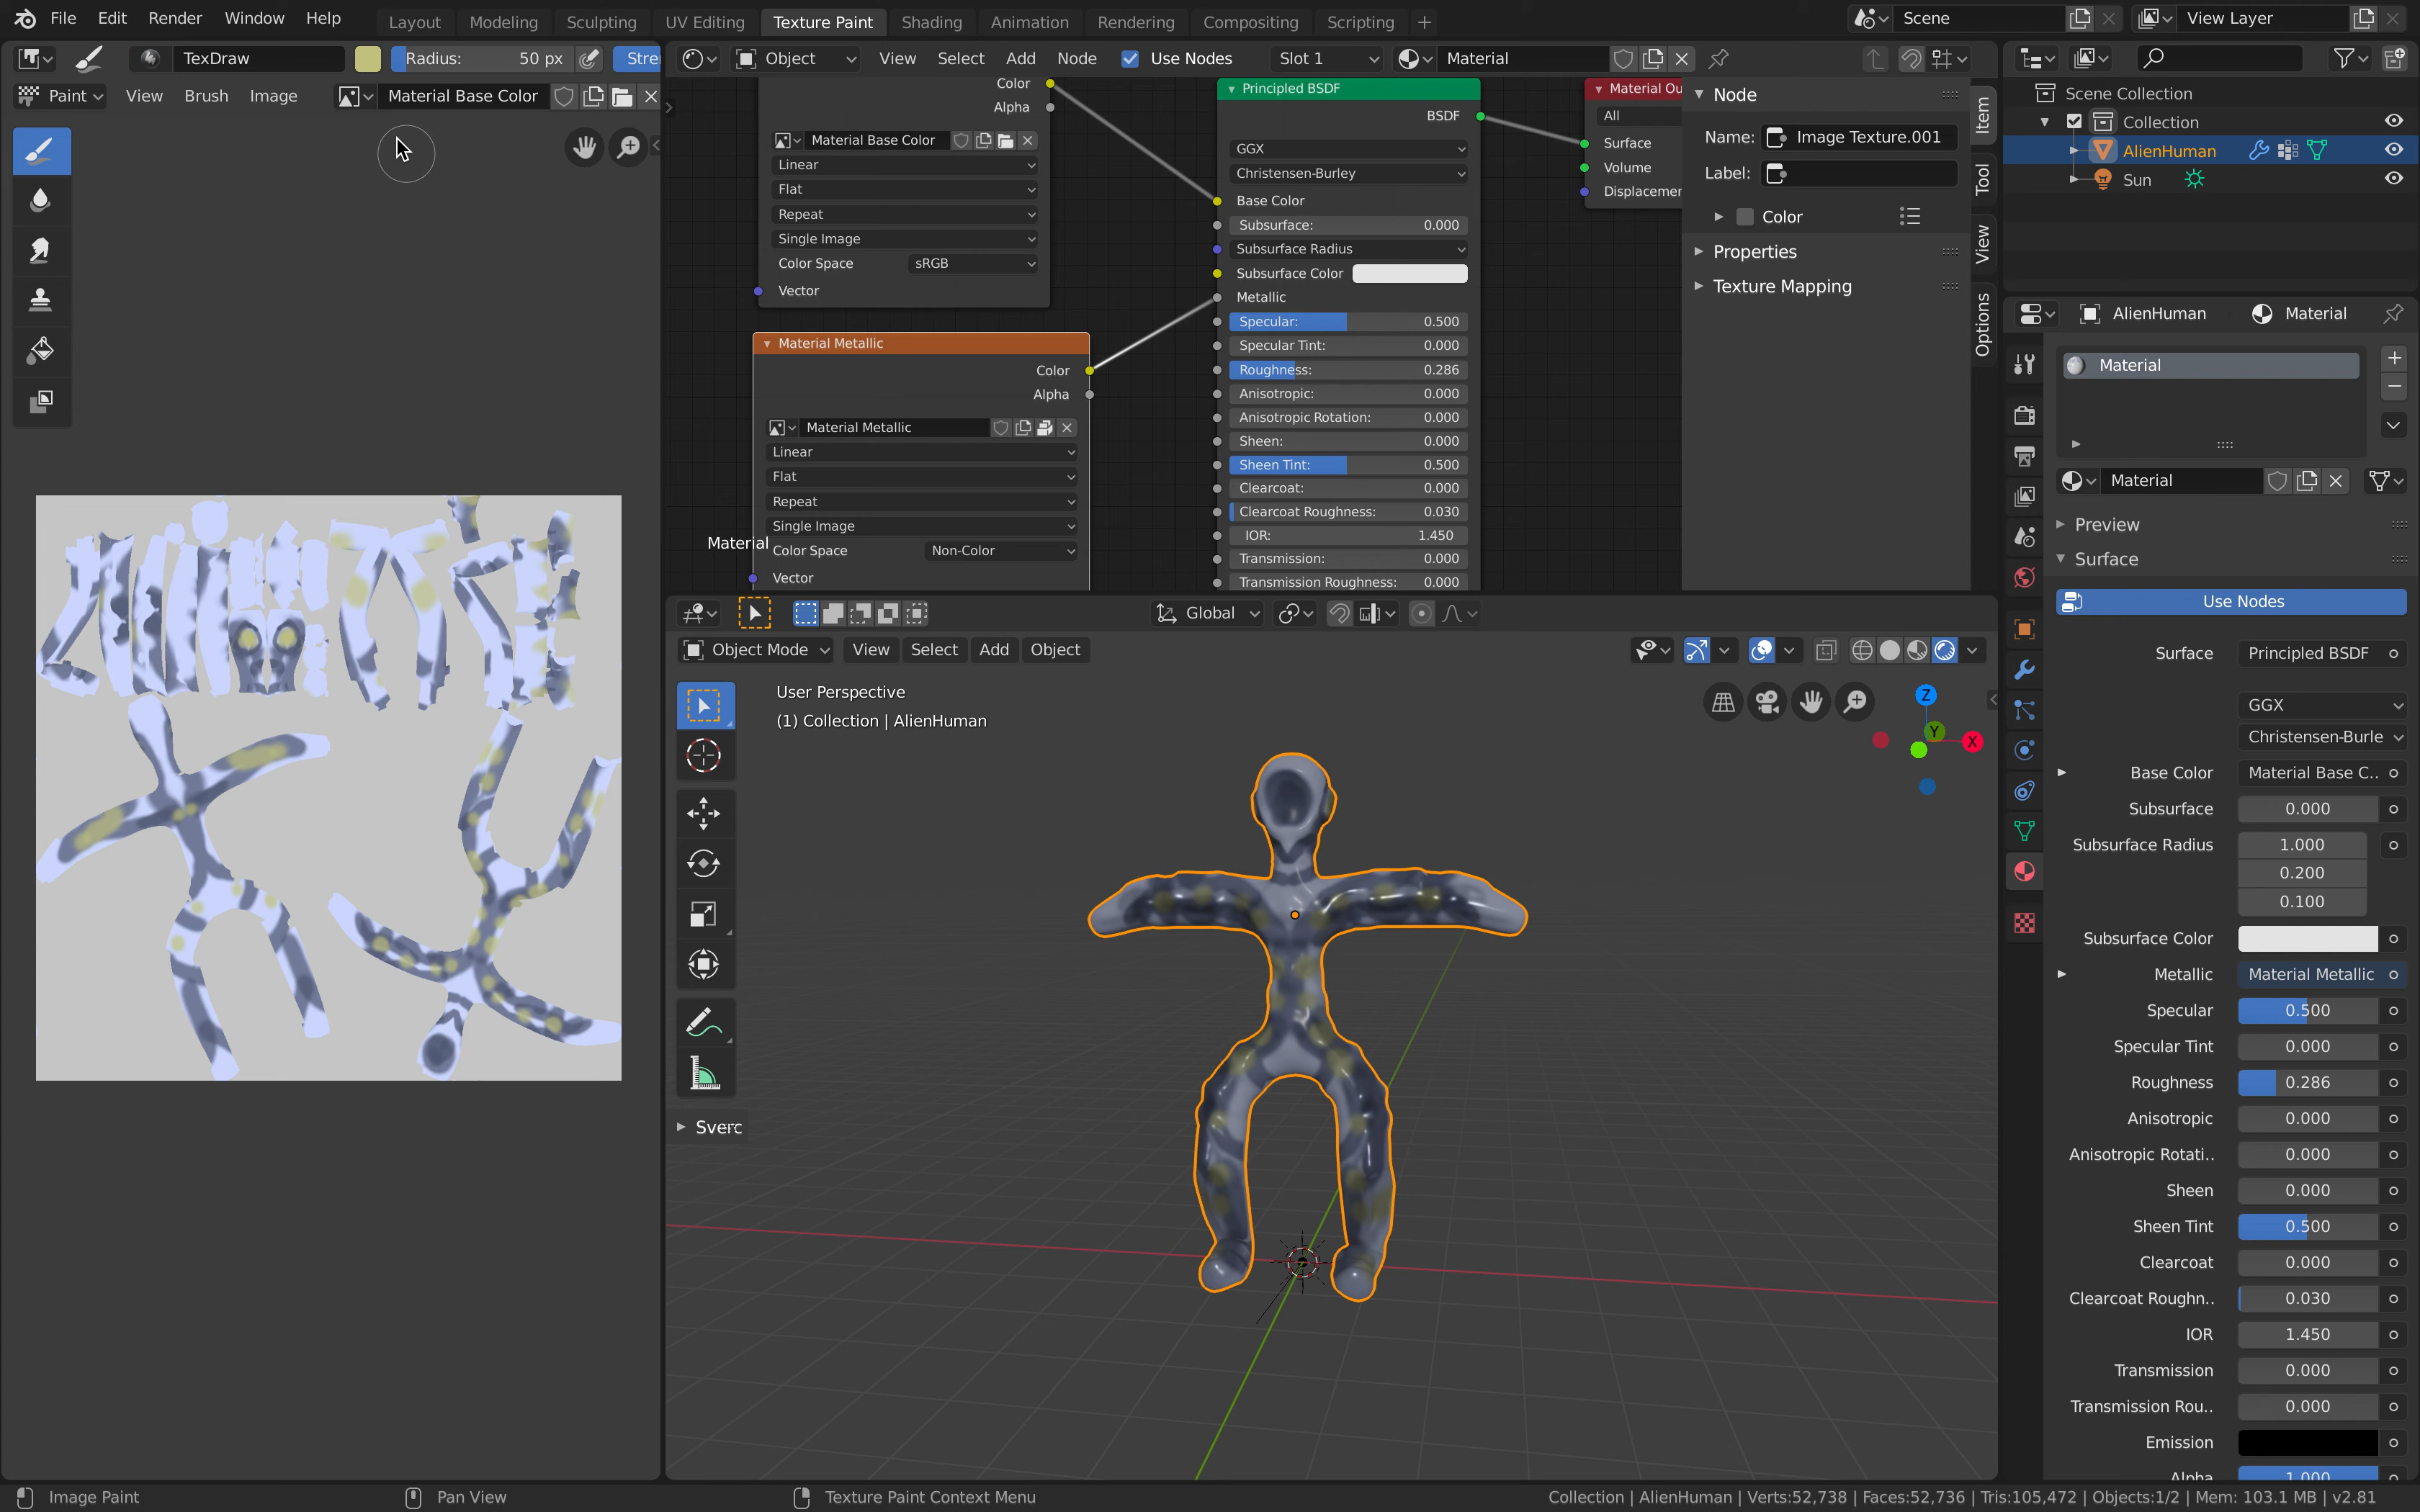 File Edit Render Window Help Layout Modeling Sculpting UV Editing Texture Paint Shading Animation Rendering Compositing Scripting Scene View Layer
TexDraw Radius: 50 px Stre
Paint View Brush Image Material Base Color
Object View Select Add Node Use Nodes Slot 1 Material
Color
Alpha
Material Base Color
Linear
Flat
Repeat
Single Image
Color Space sRGB
Vector
Material Metallic
Color
Alpha
Material Metallic
Linear
Flat
Repeat
Single Image
Color Space Non-Color
Vector
Material
Principled BSDF
BSDF
GGX
Christensen-Burley
Base Color
Subsurface: 0.000
Subsurface Radius
Subsurface Color
Metallic
Specular: 0.500
Specular Tint: 0.000
Roughness: 0.286
Anisotropic: 0.000
Anisotropic Rotation: 0.000
Sheen: 0.000
Sheen Tint: 0.500
Clearcoat: 0.000
Clearcoat Roughness: 0.030
IOR: 1.450
Transmission: 0.000
Transmission Roughness: 0.000
Material Ou
All
Surface
Volume
Displacemer
Node
Name: Image Texture.001
Label:
Color
Properties
Texture Mapping
Item
Tool
View
Options
Global
Object Mode View Select Add Object
User Perspective
(1) Collection | AlienHuman
Z
Y
X
Sverc
Scene Collection
Collection
AlienHuman
Sun
AlienHuman Material
Material
Material
Preview
Surface
Use Nodes
Surface Principled BSDF
GGX
Christensen-Burle
Base Color Material Base C..
Subsurface 0.000
Subsurface Radius 1.000
0.200
0.100
Subsurface Color
Metallic Material Metallic
Specular 0.500
Specular Tint 0.000
Roughness 0.286
Anisotropic 0.000
Anisotropic Rotati.. 0.000
Sheen 0.000
Sheen Tint 0.500
Clearcoat 0.000
Clearcoat Roughn.. 0.030
IOR 1.450
Transmission 0.000
Transmission Rou.. 0.000
Emission
Alpha 1.000
Image Paint Pan View Texture Paint Context Menu Collection | AlienHuman | Verts:52,738 | Faces:52,736 | Tris:105,472 | Objects:1/2 | Mem: 103.1 MB | v2.81